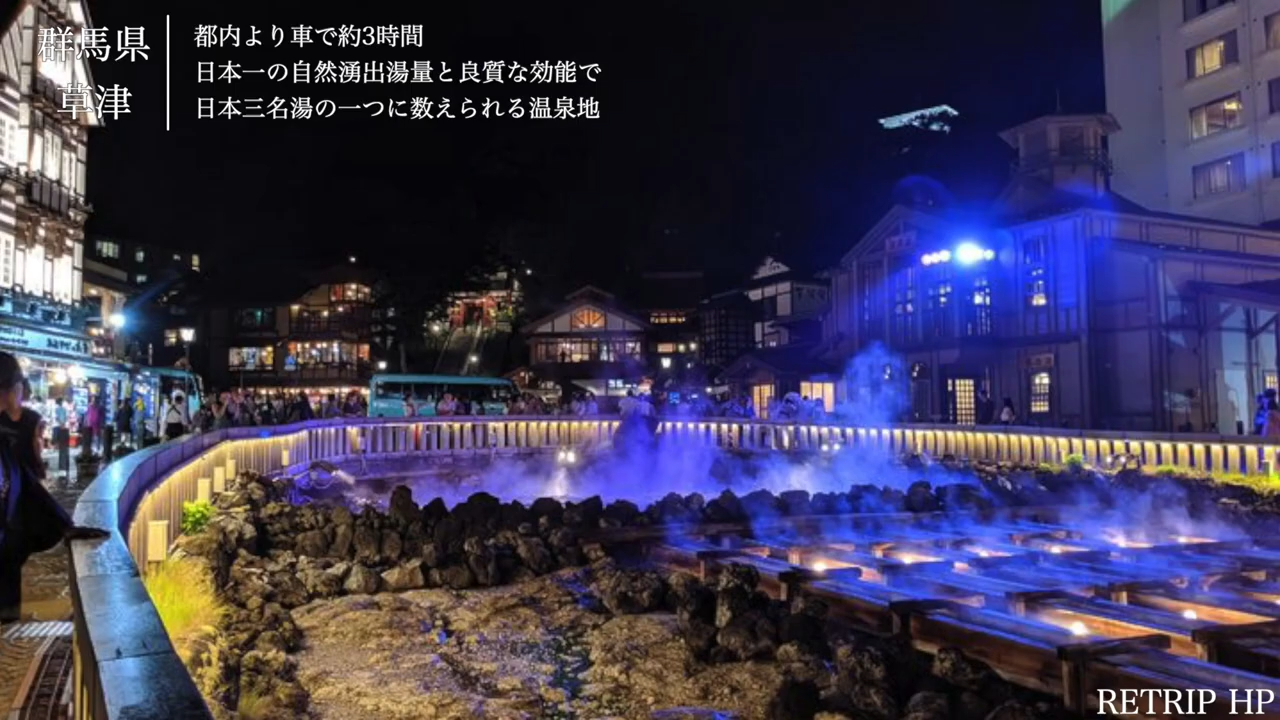 群馬県
草津
都内より車で約3時間
日本一の自然湧出湯量と良質な効能で
日本三名湯の一つに数えられる温泉地
RETRIP HP